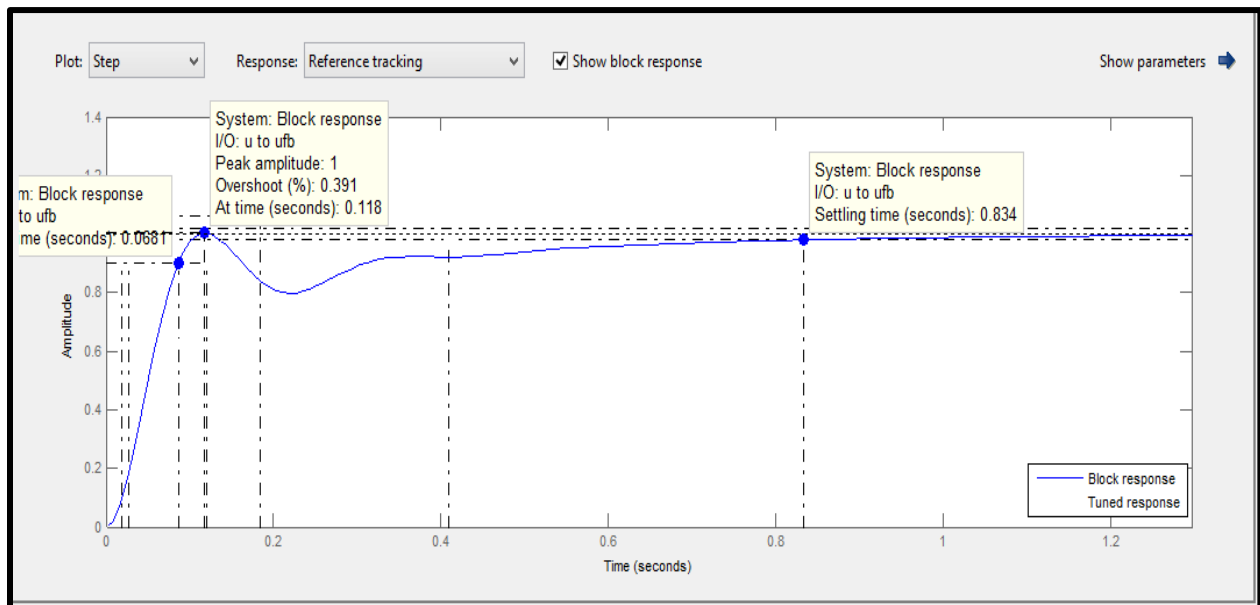 Plot: Step Response: Reference tracking Show block response Show parameters
System: Block response
I/O: u to ufb
Peak amplitude: 1
Overshoot (%): 0.391
At time (seconds): 0.118
m: Block response
to ufb
me (seconds): 0.0681
System: Block response
I/O: u to ufb
Settling time (seconds): 0.834
1.4
0.8
0.6
0.4
0.2
0
Amplitude
0 0.2 0.4 0.6 0.8 1 1.2
Time (seconds)
Block response
Tuned response